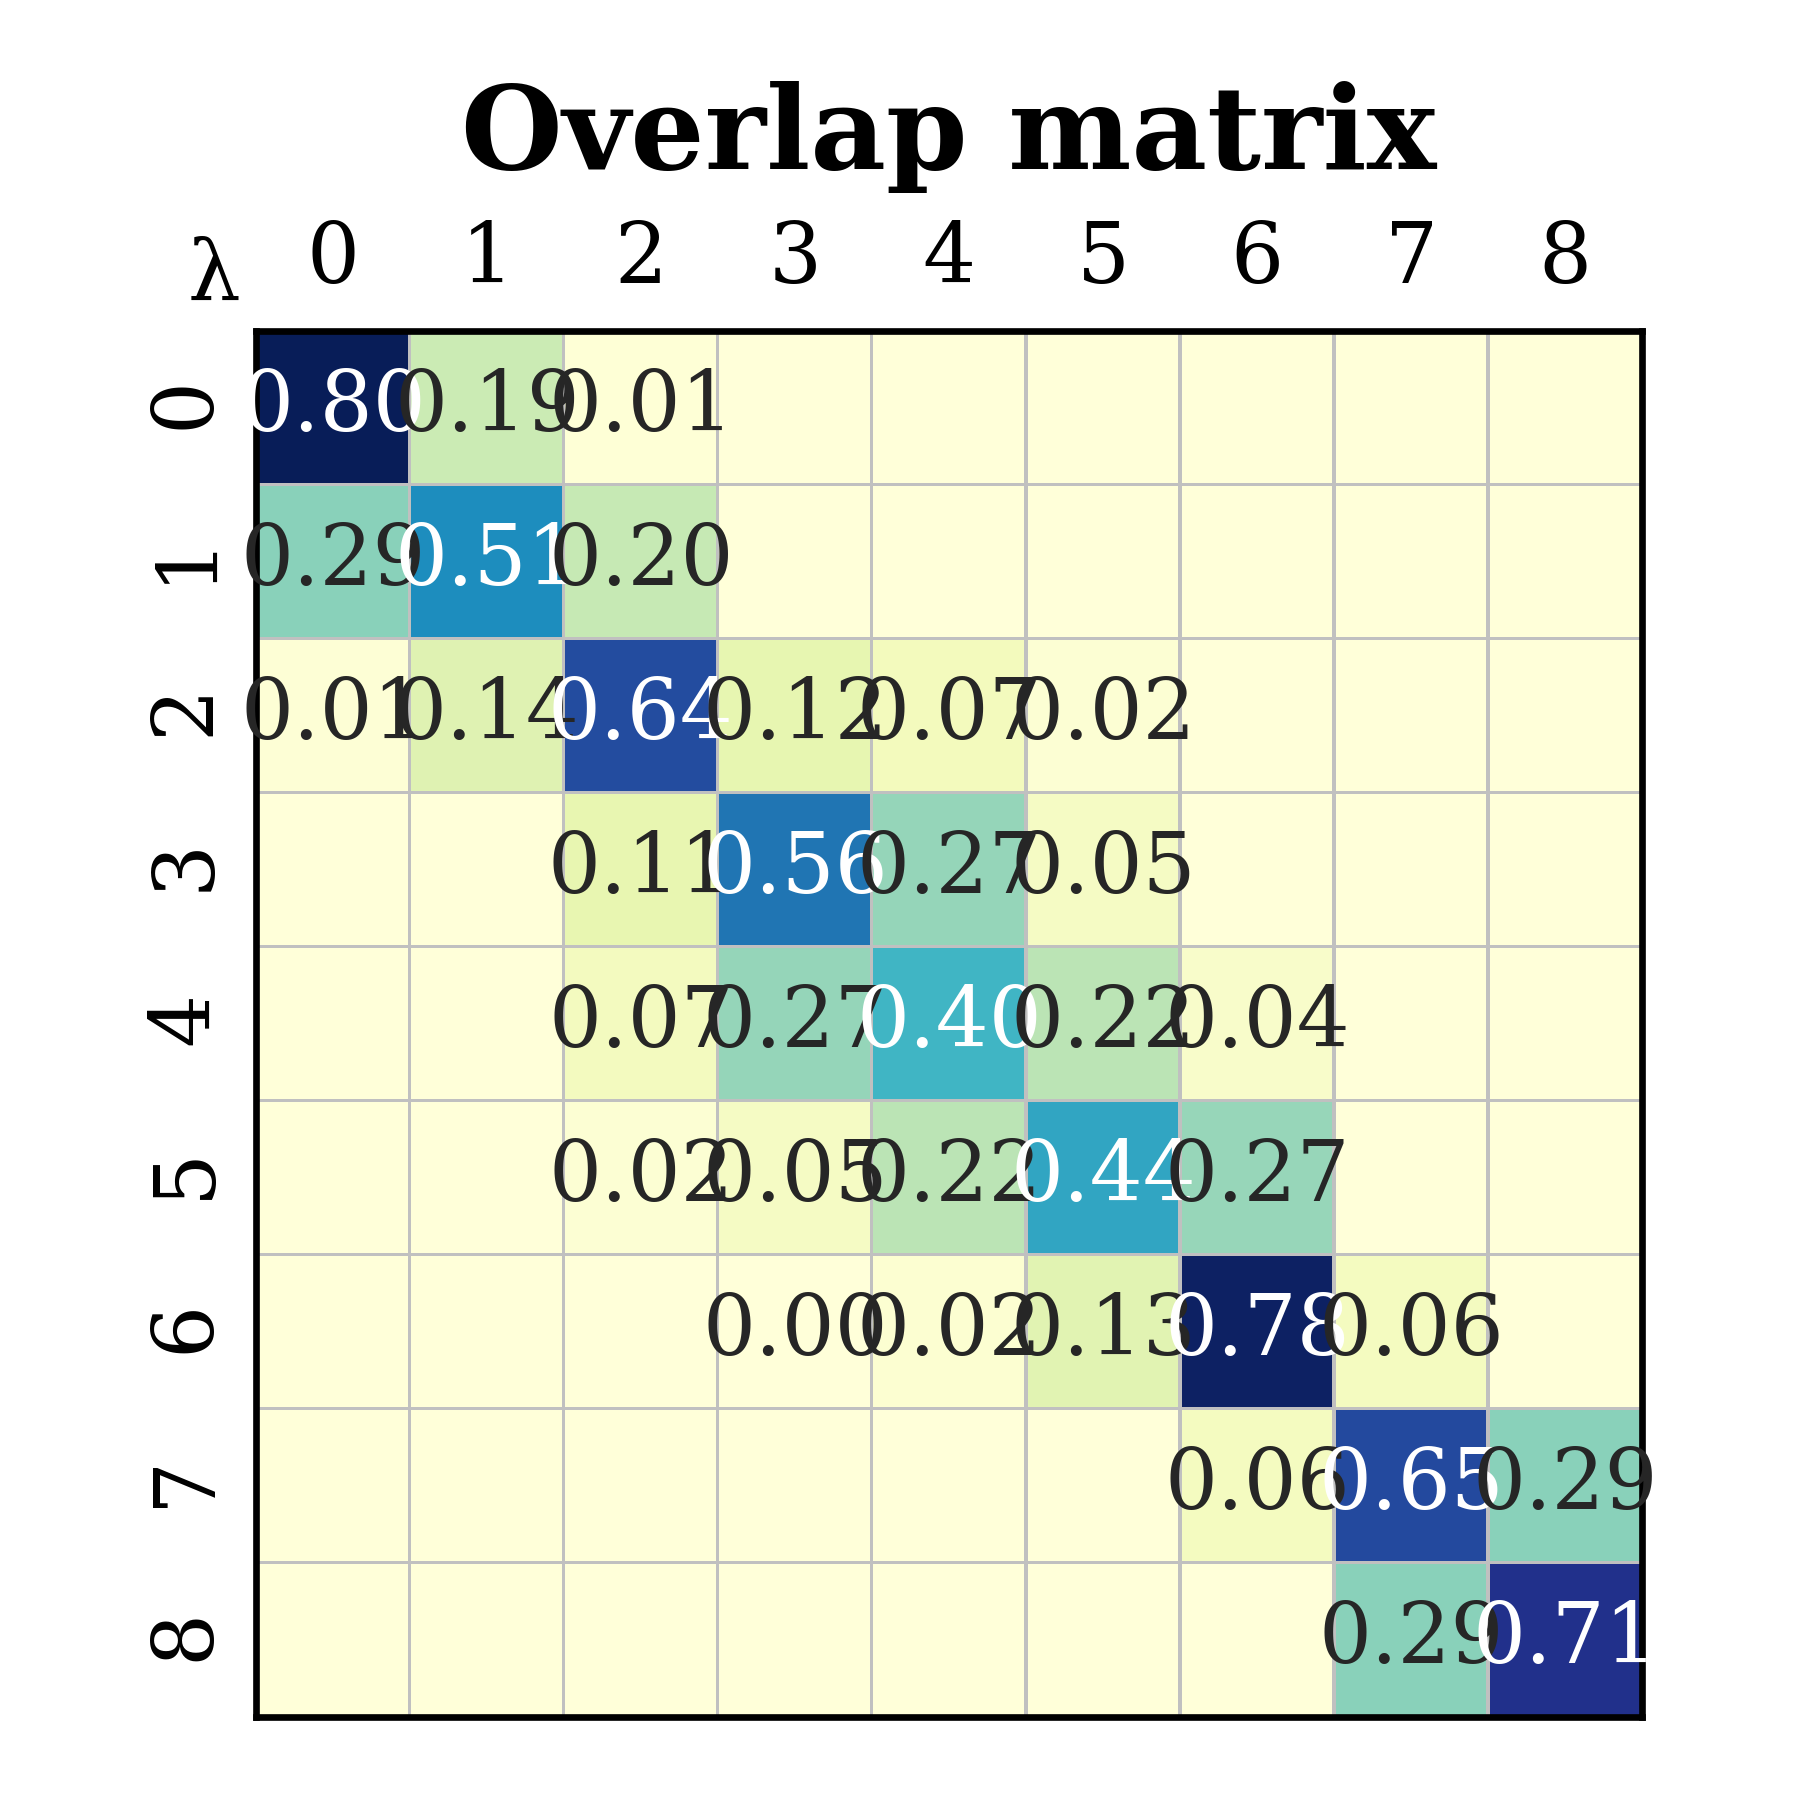 Overlap matrix
λ 0 1 2 3 4 5 6 7 8
0 0.80 0.19 0.01
1 0.29 0.51 0.20
2 0.01 0.14 0.64 0.12 0.07 0.02
3 0.11 0.56 0.27 0.05
4 0.07 0.27 0.40 0.22 0.04
5 0.02 0.05 0.22 0.44 0.27
6 0.00 0.02 0.13 0.78 0.06
7 0.06 0.65 0.29
8 0.29 0.71